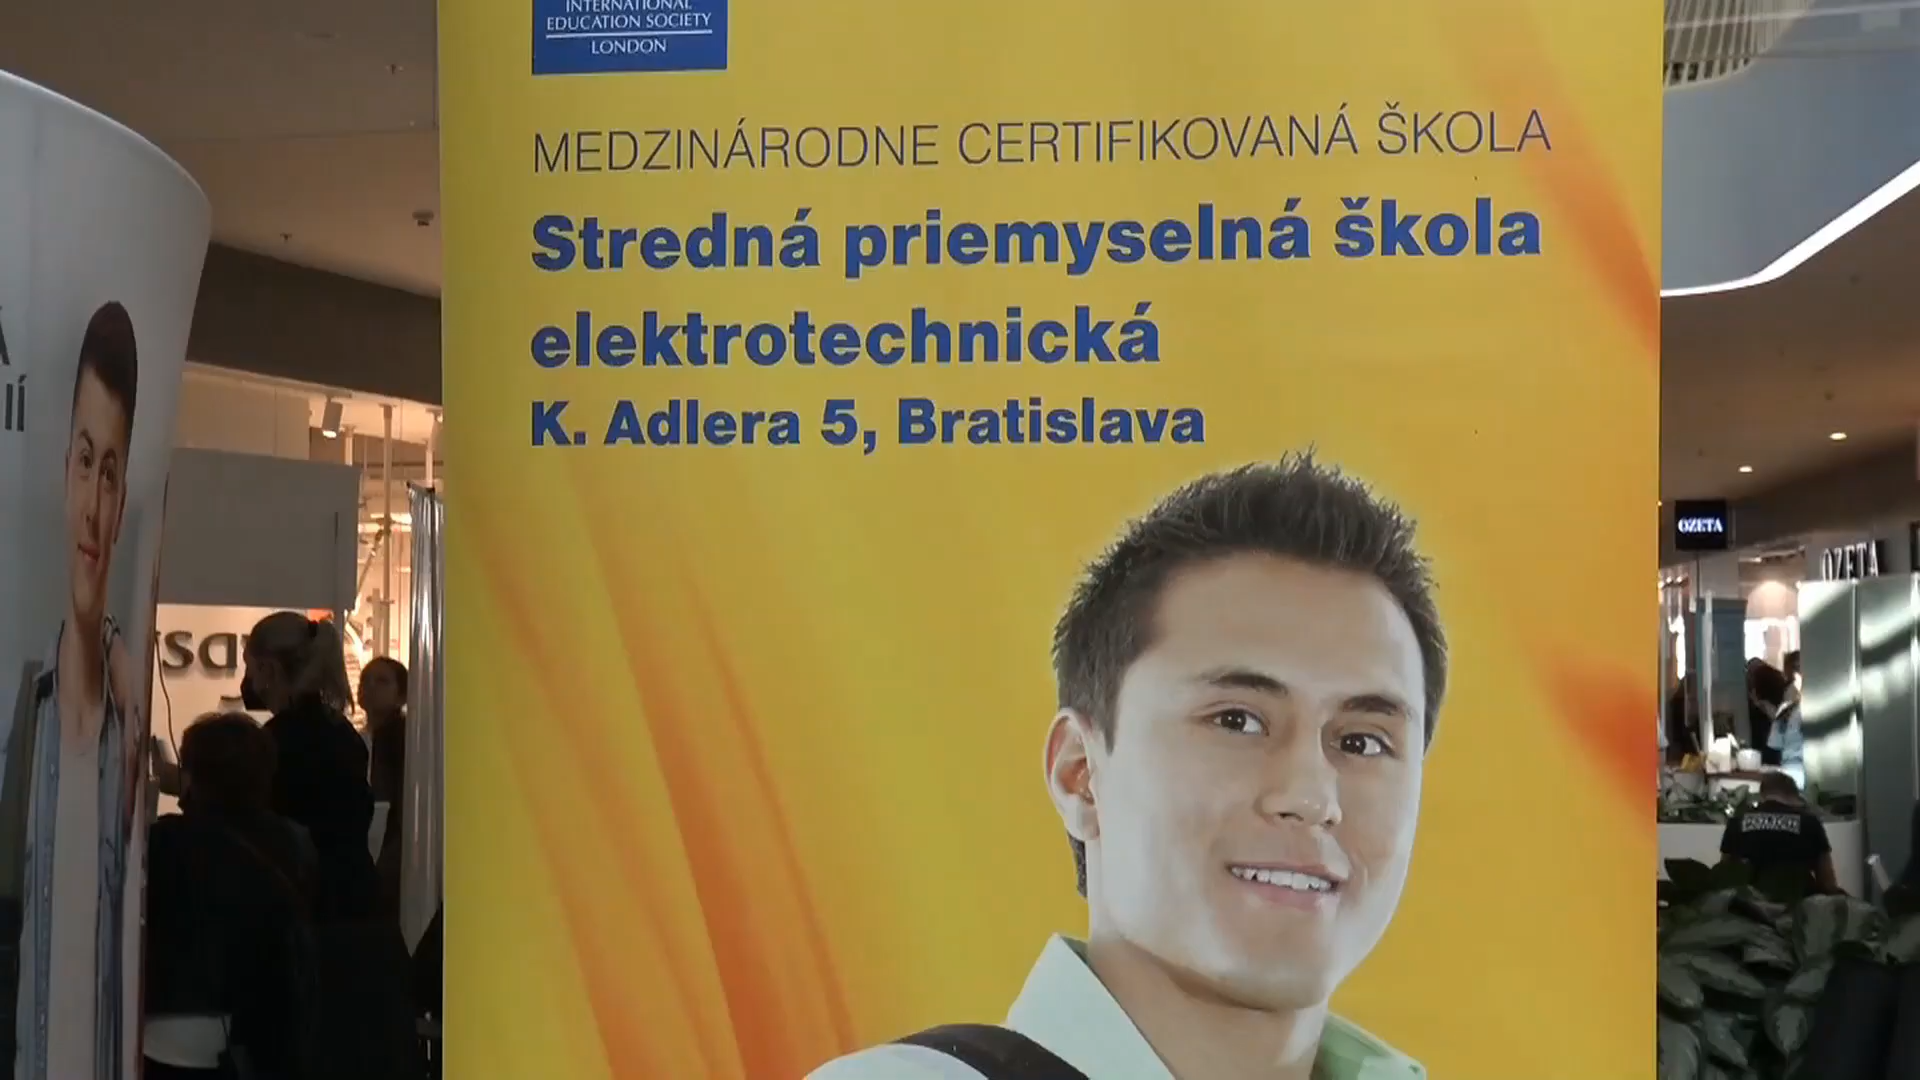 INTERNATIONAL
EDUCATION SOCIETY
LONDON
MEDZINÁRODNE CERTIFIKOVANÁ ŠKOLA
Stredná priemyselná škola
elektrotechnická
K. Adlera 5, Bratislava
OZETA
OZETA